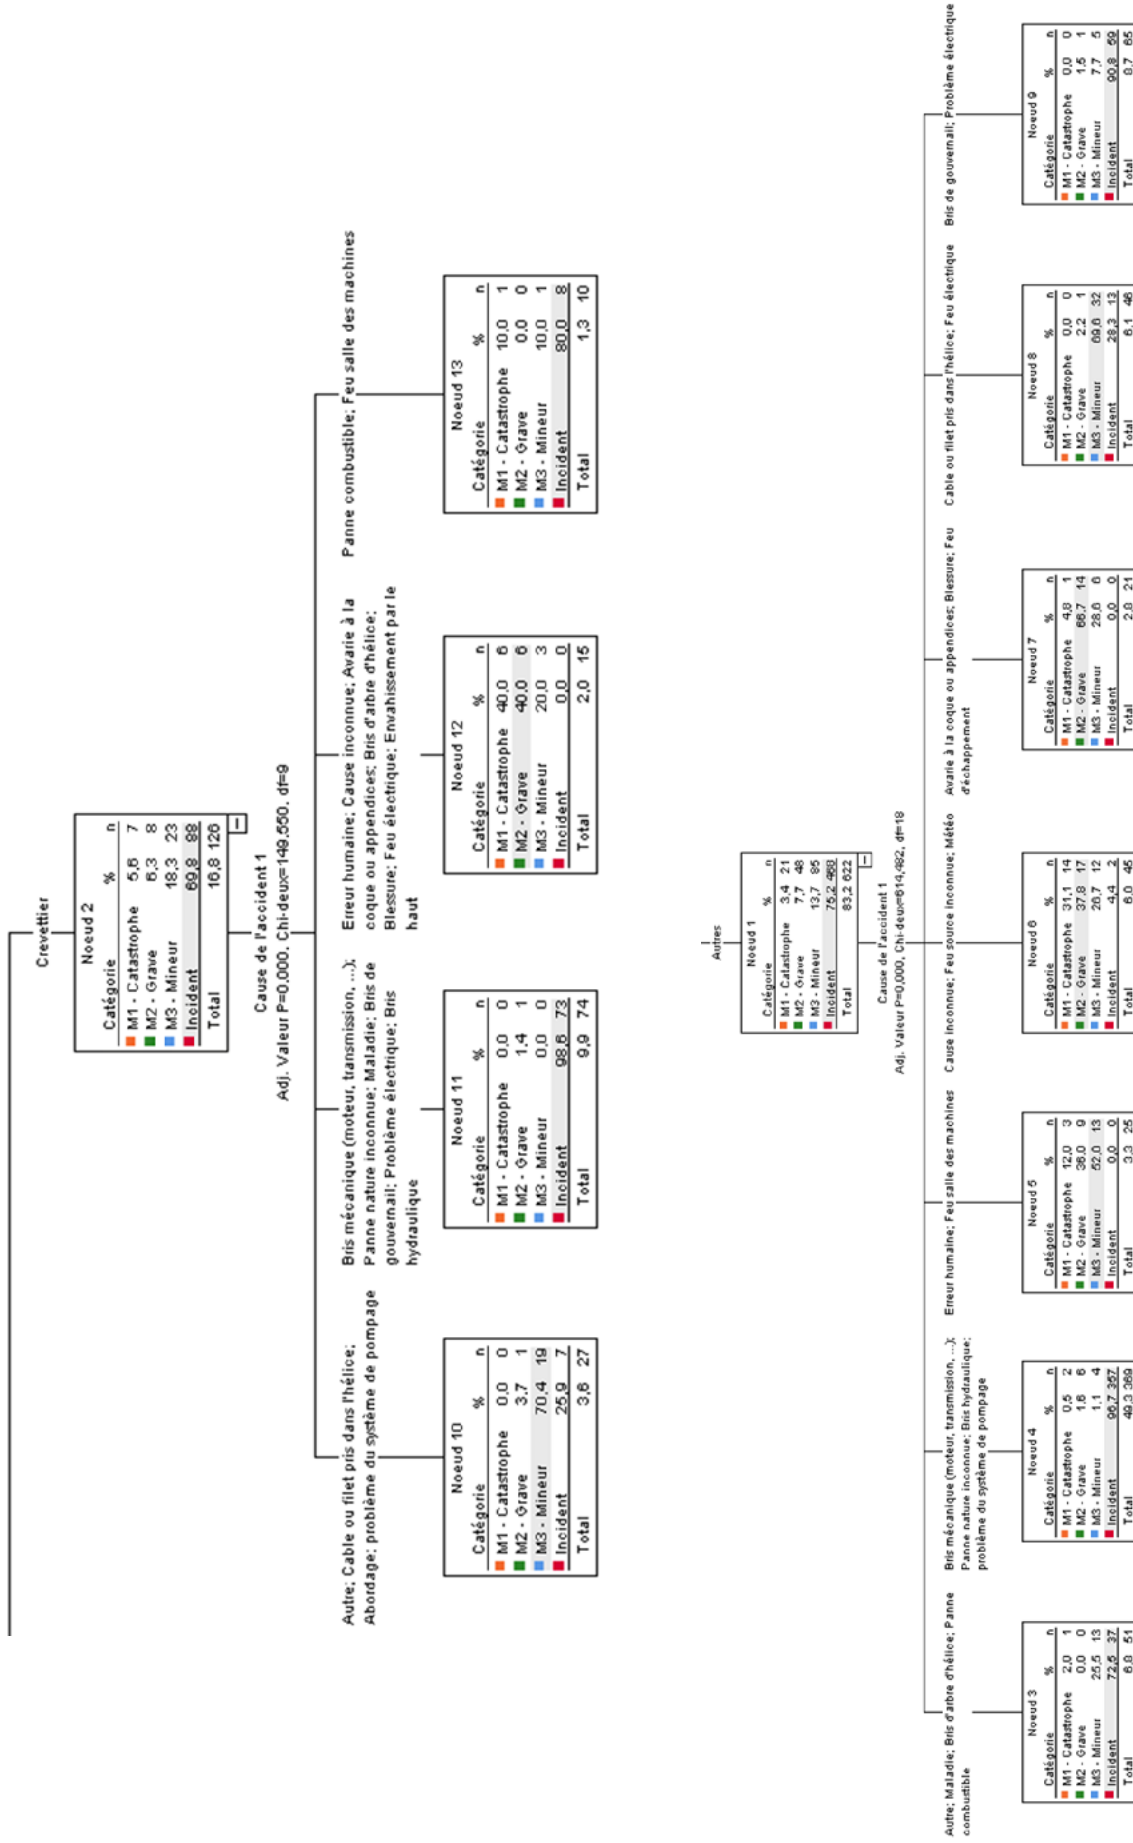 Crevettier
Noeud 2
Catégorie % n
M1 - Catastrophe 5,6 7
M2 - Grave 6,3 8
M3 - Mineur 18,3 23
Incident 69,8 88
Total 16,8 126
Cause de l'accident 1
Adj. Valeur P=0,000, Chi-deux=149,550, df=9
Autre; Cable ou filet pris dans l'hélice;
Abordage; problème du système de pompage
Noeud 10
Catégorie % n
M1 - Catastrophe 0,0 0
M2 - Grave 3,7 1
M3 - Mineur 70,4 19
Incident 25,9 7
Total 3,6 27
Bris mécanique (moteur, transmission, ...);
Panne nature inconnue; Maladie; Bris de
gouvernail; Problème électrique; Bris
hydraulique
Noeud 11
Catégorie % n
M1 - Catastrophe 0,0 0
M2 - Grave 1,4 1
M3 - Mineur 0,0 0
Incident 98,6 73
Total 9,9 74
Erreur humaine; Cause inconnue; Avarie à la
coque ou appendices; Bris d'arbre d'hélice;
Blessure; Feu électrique; Envahissement par le
haut
Noeud 12
Catégorie % n
M1 - Catastrophe 40,0 6
M2 - Grave 40,0 6
M3 - Mineur 20,0 3
Incident 0,0 0
Total 2,0 15
Panne combustible; Feu salle des machines
Noeud 13
Catégorie % n
M1 - Catastrophe 10,0 1
M2 - Grave 0,0 0
M3 - Mineur 10,0 1
Incident 80,0 8
Total 1,3 10
Autres
Noeud 1
Catégorie % n
M1 - Catastrophe 3,4 21
M2 - Grave 7,7 48
M3 - Mineur 13,7 85
Incident 75,2 468
Total 83,2 622
Cause de l'accident 1
Adj. Valeur P=0,000, Chi-deux=614,482, df=18
Autre; Maladie; Bris d'arbre d'hélice; Panne
combustible
Noeud 3
Catégorie % n
M1 - Catastrophe 2,0 1
M2 - Grave 0,0 0
M3 - Mineur 25,5 13
Incident 72,5 37
Total 6,8 51
Bris mécanique (moteur, transmission, ...);
Panne nature inconnue; Bris hydraulique;
problème du système de pompage
Noeud 4
Catégorie % n
M1 - Catastrophe 0,5 2
M2 - Grave 1,6 6
M3 - Mineur 1,1 4
Incident 96,7 357
Total 49,3 369
Erreur humaine; Feu salle des machines
Noeud 5
Catégorie % n
M1 - Catastrophe 12,0 3
M2 - Grave 36,0 9
M3 - Mineur 52,0 13
Incident 0,0 0
Total 3,3 25
Cause inconnue; Feu source inconnue; Météo
Noeud 6
Catégorie % n
M1 - Catastrophe 31,1 14
M2 - Grave 37,8 17
M3 - Mineur 26,7 12
Incident 4,4 2
Total 6,0 45
Avarie à la coque ou appendices; Blessure; Feu
d'échappement
Noeud 7
Catégorie % n
M1 - Catastrophe 4,8 1
M2 - Grave 66,7 14
M3 - Mineur 28,6 6
Incident 0,0 0
Total 2,8 21
Cable ou filet pris dans l'hélice; Feu électrique
Noeud 8
Catégorie % n
M1 - Catastrophe 0,0 0
M2 - Grave 2,2 1
M3 - Mineur 69,6 32
Incident 28,3 13
Total 6,1 46
Bris de gouvernail; Problème électrique
Noeud 9
Catégorie % n
M1 - Catastrophe 0,0 0
M2 - Grave 1,5 1
M3 - Mineur 7,7 5
Incident 90,8 59
Total 8,7 65